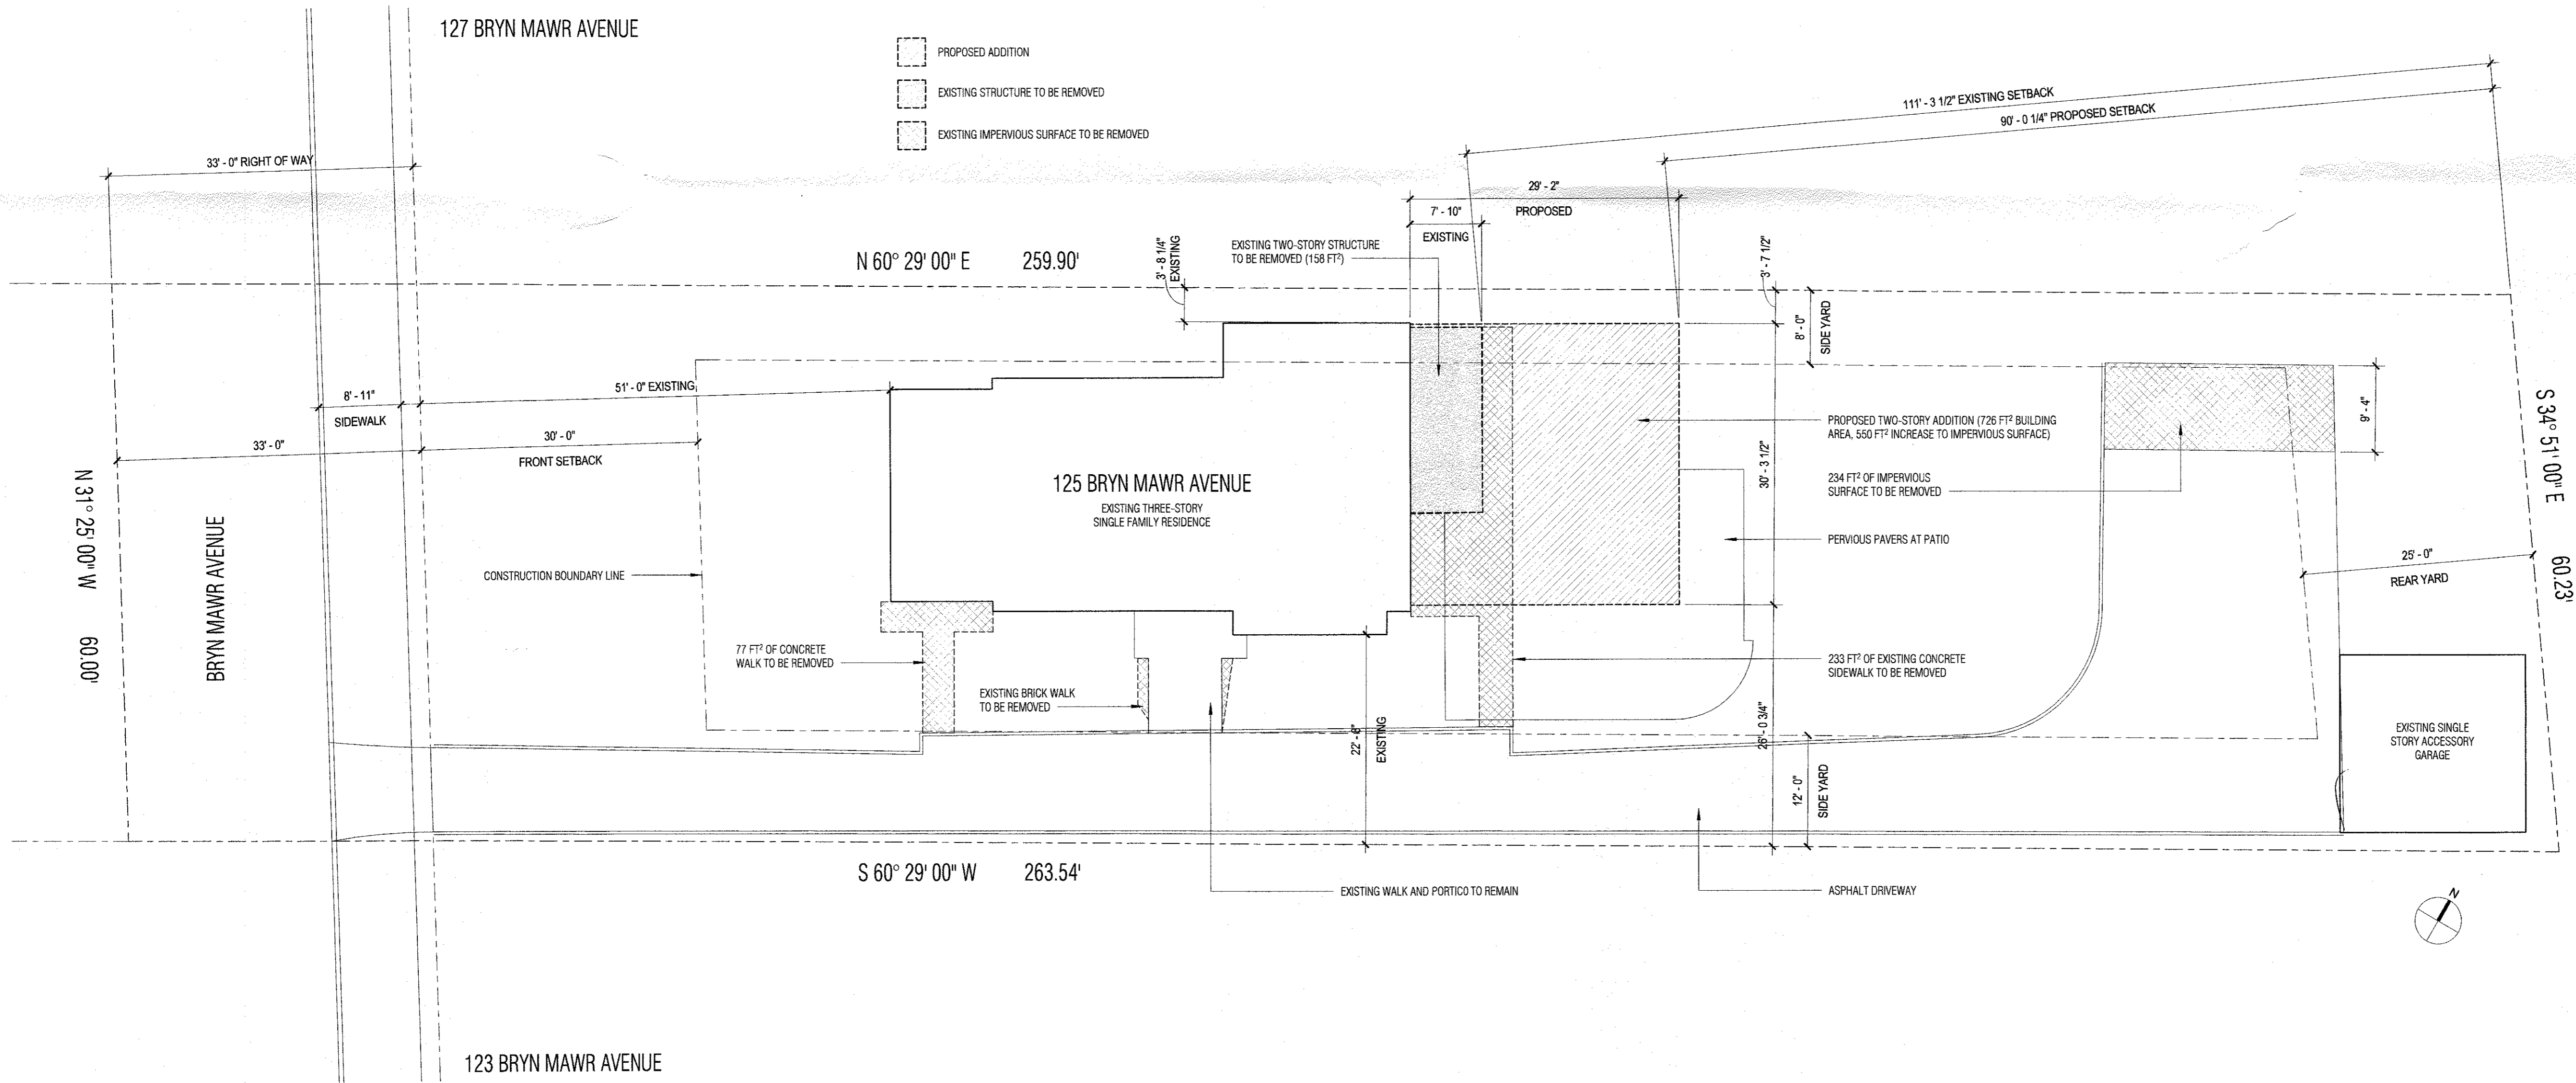 127 BRYN MAWR AVENUE
PROPOSED ADDITION
EXISTING STRUCTURE TO BE REMOVED
EXISTING IMPERVIOUS SURFACE TO BE REMOVED
111' - 3 1/2" EXISTING SETBACK
90' - 0 1/4" PROPOSED SETBACK
33' - 0" RIGHT OF WAY
29' - 2"
PROPOSED
7' - 10"
EXISTING
N 60° 29' 00" E 259.90'
3' - 8 1/4"
EXISTING
EXISTING TWO-STORY STRUCTURE
TO BE REMOVED (158 FT²)
3' - 7 1/2"
8' - 0"
SIDE YARD
8' - 11"
SIDEWALK
51' - 0" EXISTING
33' - 0"
30' - 0"
FRONT SETBACK
125 BRYN MAWR AVENUE
EXISTING THREE-STORY
SINGLE FAMILY RESIDENCE
30' - 3 1/2"
PROPOSED TWO-STORY ADDITION (726 FT² BUILDING
AREA, 550 FT² INCREASE TO IMPERVIOUS SURFACE)
9' - 4"
234 FT² OF IMPERVIOUS
SURFACE TO BE REMOVED
PERVIOUS PAVERS AT PATIO
S 34° 51' 00" E 60.23'
25' - 0"
REAR YARD
N 31° 25' 00" W 60.00'
BRYN MAWR AVENUE
CONSTRUCTION BOUNDARY LINE
77 FT² OF CONCRETE
WALK TO BE REMOVED
EXISTING BRICK WALK
TO BE REMOVED
233 FT² OF EXISTING CONCRETE
SIDEWALK TO BE REMOVED
22' - 6"
EXISTING
26' - 0 3/4"
12' - 0"
SIDE YARD
EXISTING SINGLE
STORY ACCESSORY
GARAGE
S 60° 29' 00" W 263.54'
EXISTING WALK AND PORTICO TO REMAIN
ASPHALT DRIVEWAY
N
123 BRYN MAWR AVENUE